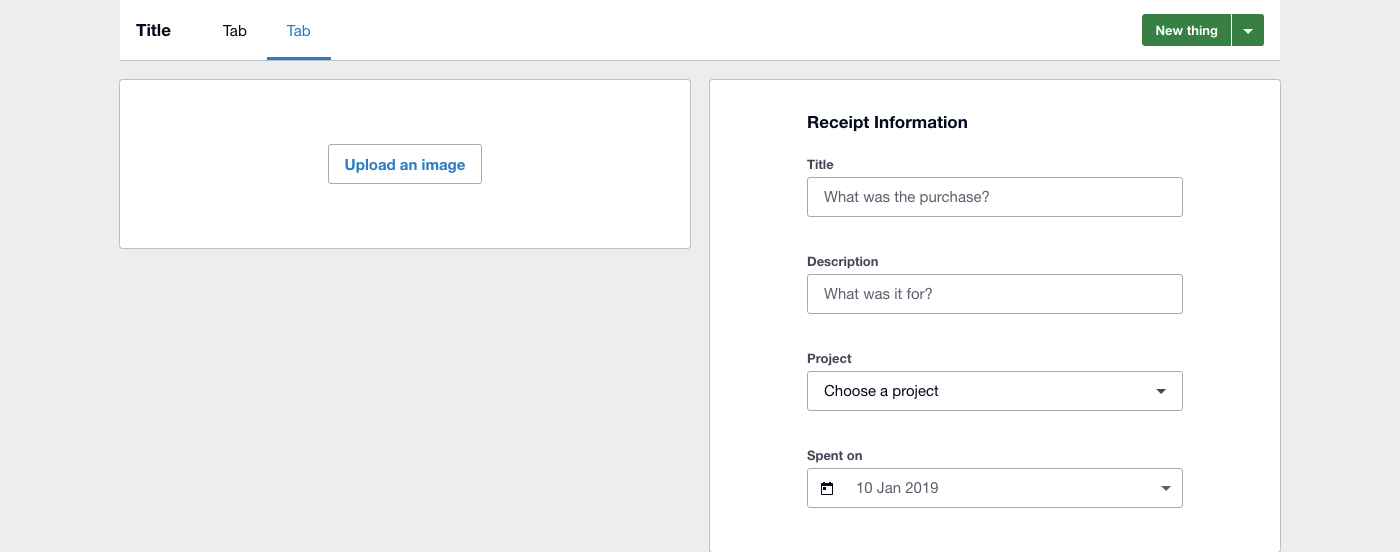 Title Tab Tab New thing
Upload an image
Receipt Information
Title
What was the purchase?
Description
What was it for?
Project
Choose a project
Spent on
10 Jan 2019